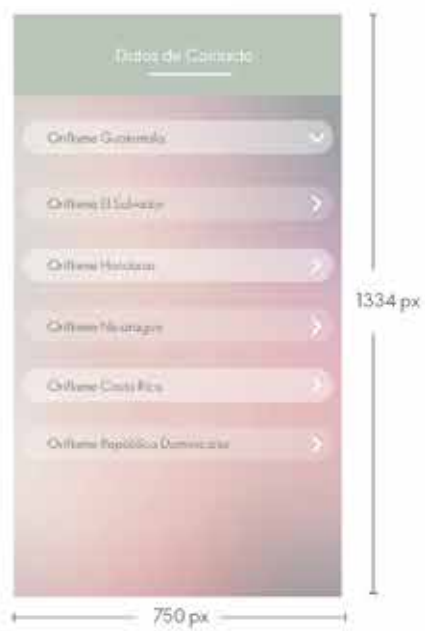 Datos de Contacto
Oriflame Guatemala
Oriflame El Salvador
Oriflame Honduras
Oriflame Nicaragua
Oriflame Costa Rica
Oriflame República Dominicana
1334 px
750 px